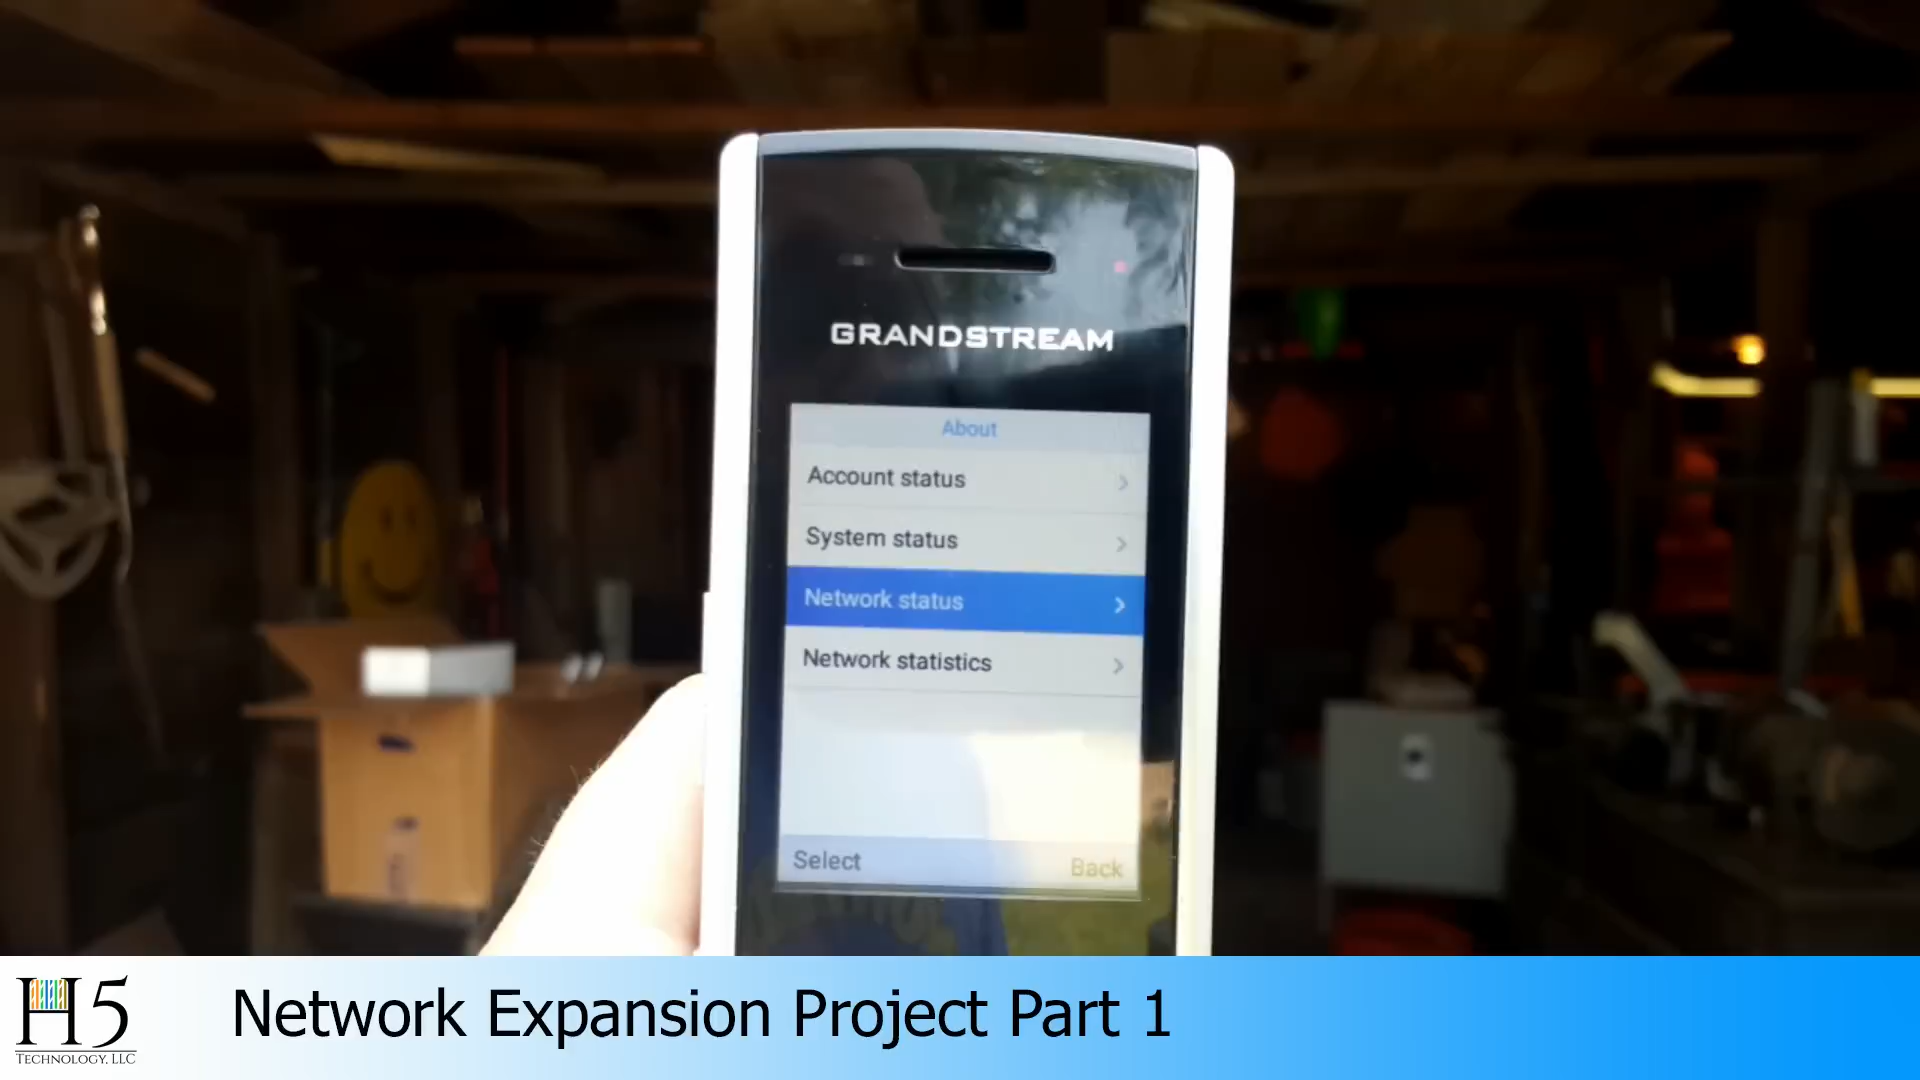 GRANDSTREAM
About
Account status
System status
Network status
Network statistics
Select
Back
H5
TECHNOLOGY, LLC
Network Expansion Project Part 1